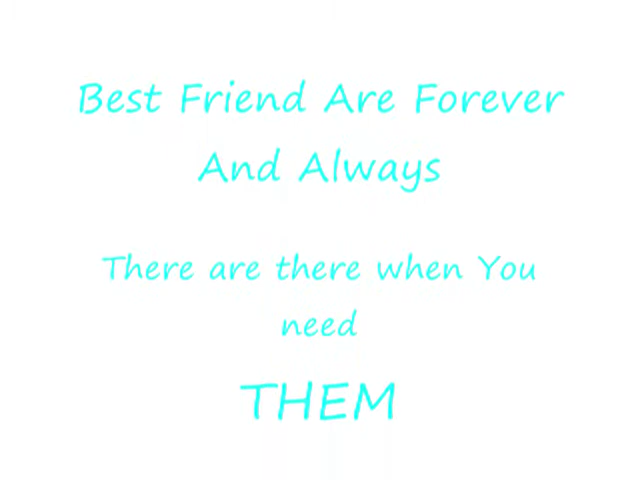 Best Friend Are Forever
And Always
There are there when You
need
THEM